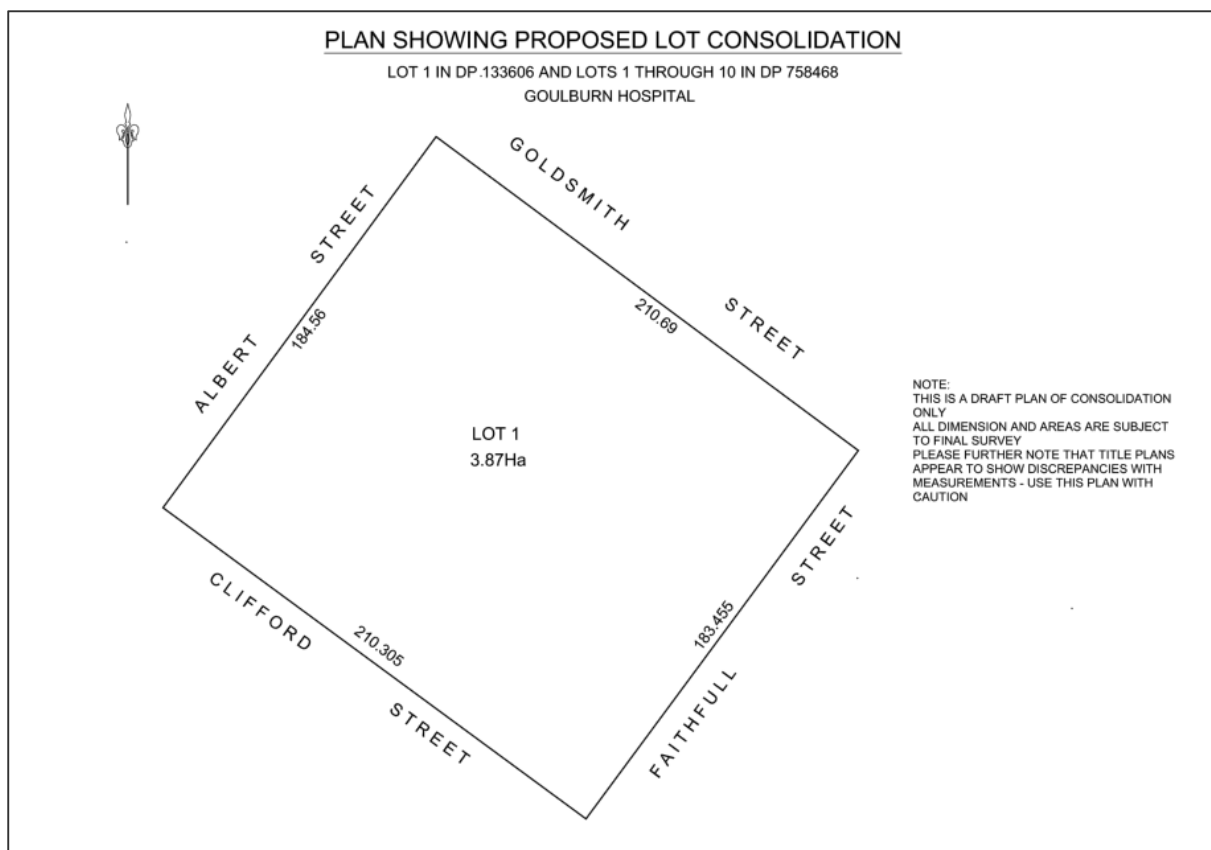 PLAN SHOWING PROPOSED LOT CONSOLIDATION
LOT 1 IN DP.133606 AND LOTS 1 THROUGH 10 IN DP 758468
GOULBURN HOSPITAL
GOLDSMITH STREET
210.69
ALBERT STREET
184.56
LOT 1
3.87Ha
NOTE:
THIS IS A DRAFT PLAN OF CONSOLIDATION
ONLY
ALL DIMENSION AND AREAS ARE SUBJECT
TO FINAL SURVEY
PLEASE FURTHER NOTE THAT TITLE PLANS
APPEAR TO SHOW DISCREPANCIES WITH
MEASUREMENTS - USE THIS PLAN WITH
CAUTION
CLIFFORD STREET
210.305
FAITHFULL STREET
183.455